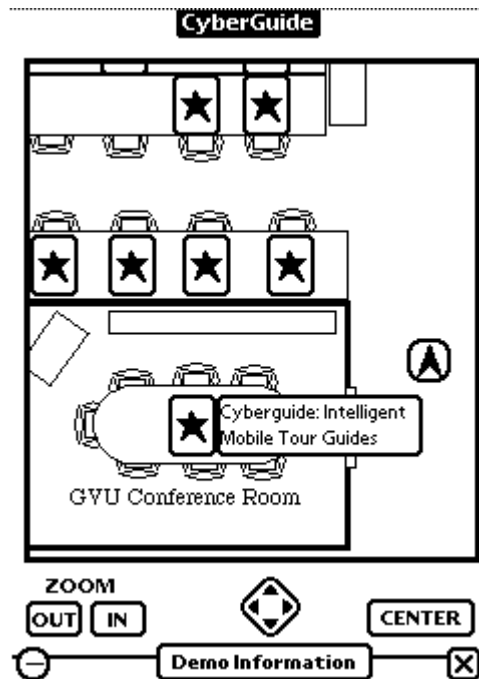 CyberGuide
Cyberguide: Intelligent
Mobile Tour Guides
GVU Conference Room
ZOOM
OUT IN
CENTER
Demo Information